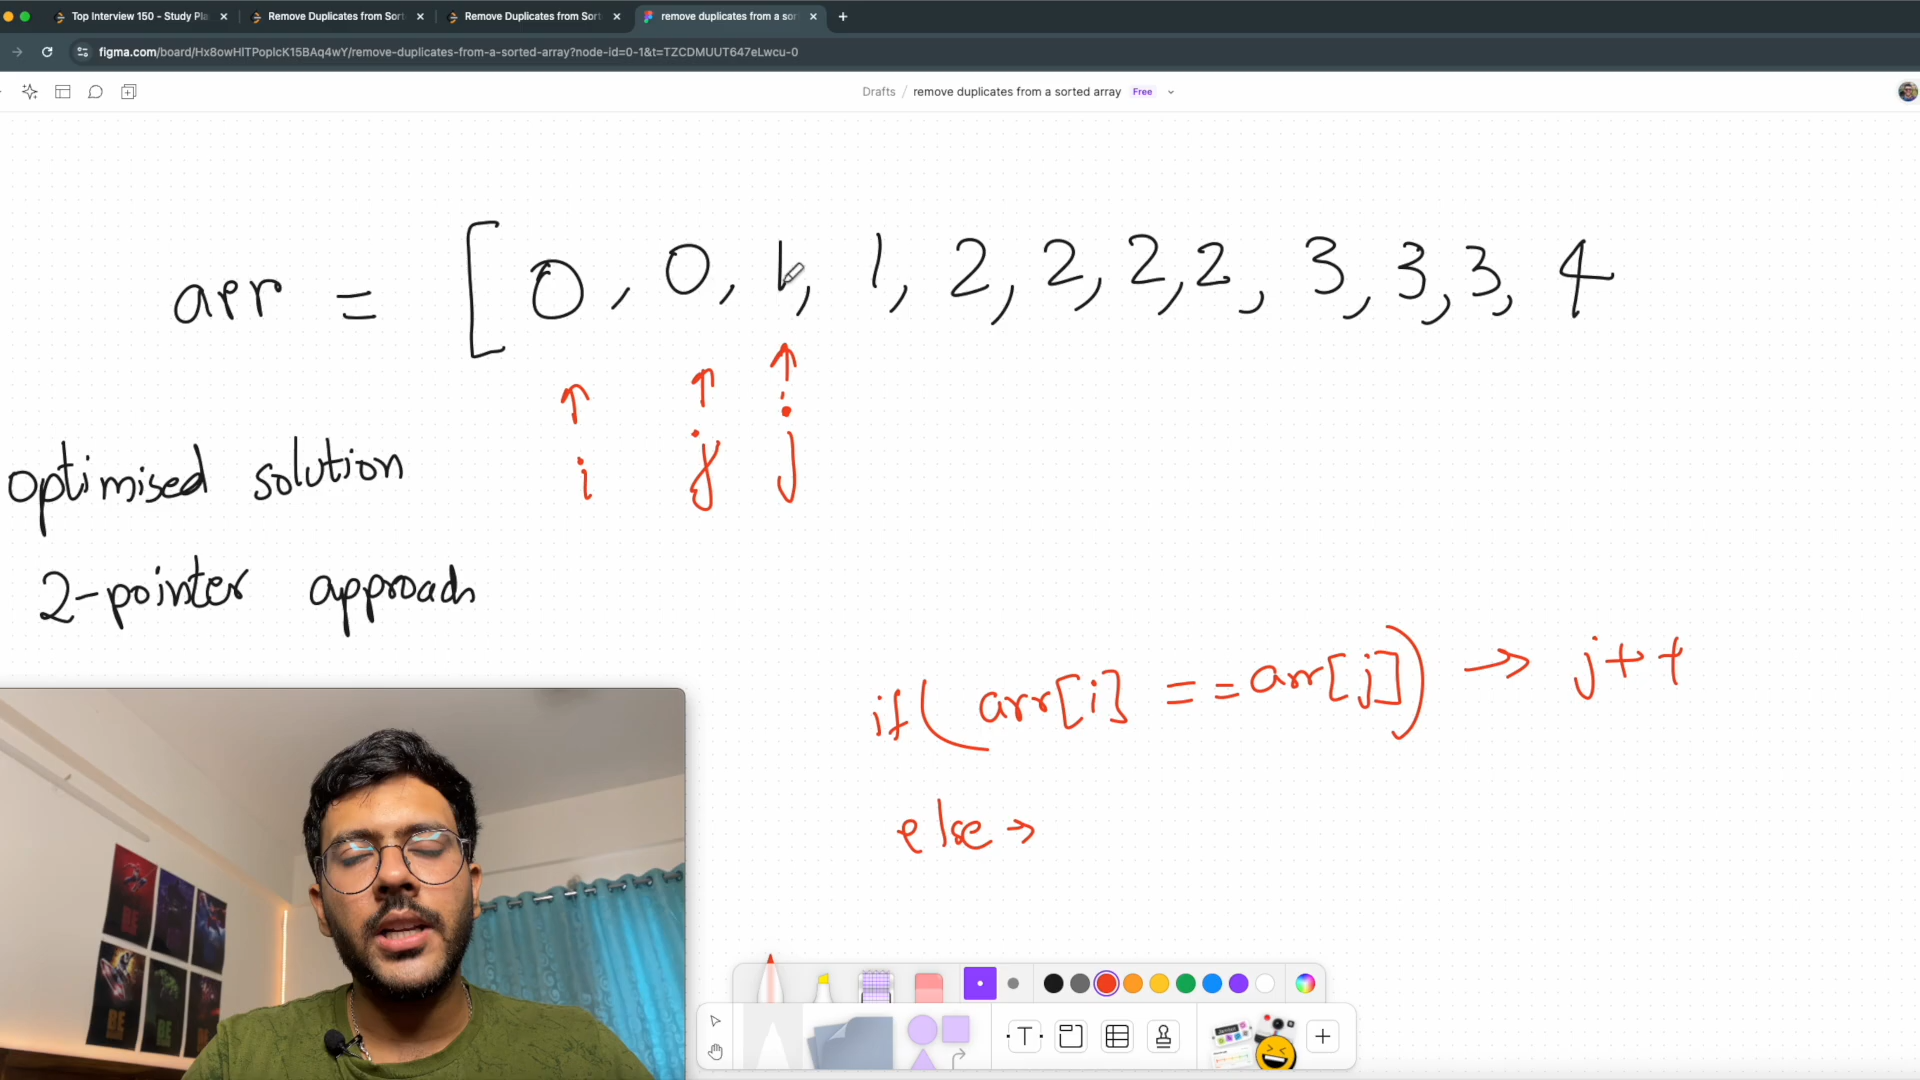 Top Interview 150 - Study Pla
Remove Duplicates from Sort
Remove Duplicates from Sort
remove duplicates from a sor
figma.com/board/Hx8owHlTPoplcK15BAq4wY/remove-duplicates-from-a-sorted-array?node-id=0-1&t=TZCDMUUT647eLwcu-0
Drafts / remove duplicates from a sorted array Free
arr = [ 0, 0, 1, 1, 2, 2, 2, 2, 3, 3, 3, 4
i j j
optimised solution
2-pointer approach
if( arr[i] == arr[j]) → j++
else →
T